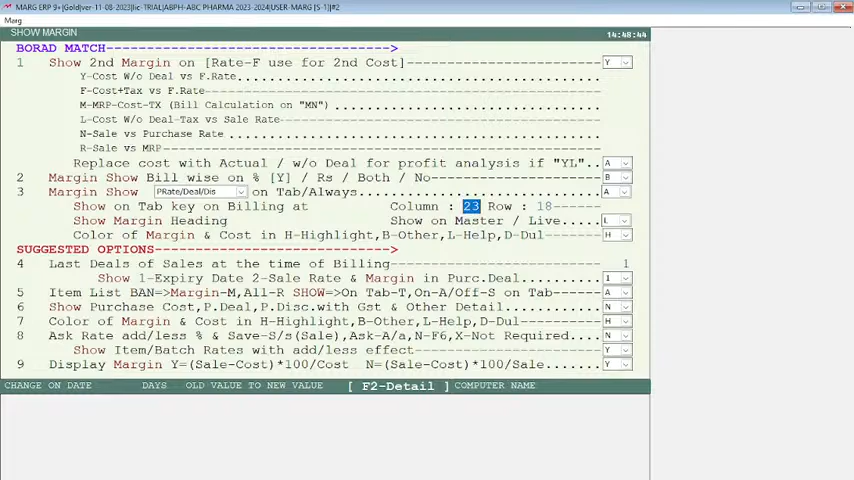 MARG ERP 9+|Gold|ver-11-08-2023|lic-TRIAL|ABPH-ABC PHARMA 2023-2024|USER-MARG [S-1]#2
Marg
SHOW MARGIN 14:48:44
BORAD MATCH------------------------------------>
1 Show 2nd Margin on [Rate-F use for 2nd Cost]------------------------- Y
Y-Cost W/o Deal vs F.Rate..................................................
F-Cost+Tax vs F.Rate-------------------------------------------------------
M-MRP-Cost-TX (Bill Calculation on "MN") ..................................
L-Cost W/o Deal-Tax vs Sale Rate-------------------------------------------
N-Sale vs Purchase Rate ...................................................
R-Sale vs MRP--------------------------------------------------------------
Replace cost with Actual / w/o Deal for profit analysis if "YL".. A
2 Margin Show Bill wise on % [Y] / Rs / Both / No---------------------- B
3 Margin Show PRate/Deal/Dis on Tab/Always............................... A
Show on Tab key on Billing at Column : 23 Row : 18------
Show Margin Heading Show on Master / Live. L
Color of Margin & Cost in H-Highlight,B-Other,L-Help,D-Dul------- H
SUGGESTED OPTIONS------------------------------>
4 Last Deals of Sales at the time of Billing--------------------------- 1
Show 1-Expiry Date 2-Sale Rate & Margin in Purc.Deal.......... 1
5 Item List BAN=>Margin-M,All-R SHOW=>On Tab-T,On-A/Off-S on Tab------ A
6 Show Purchase Cost,P.Deal,P.Disc.with Gst & Other Detail............. N
7 Color of Margin & Cost in H-Highlight,B-Other,L-Help,D-Dul---------- H
8 Ask Rate add/less % & Save-S/s(Sale),Ask-A/a,N-F6,X-Not Required.... N
Show Item/Batch Rates with add/less effect----------------------- Y
9 Display Margin Y=(Sale-Cost)*100/Cost N=(Sale-Cost)*100/Sale....... Y
CHANGE ON DATE DAYS OLD VALUE TO NEW VALUE [ F2-Detail ] COMPUTER NAME